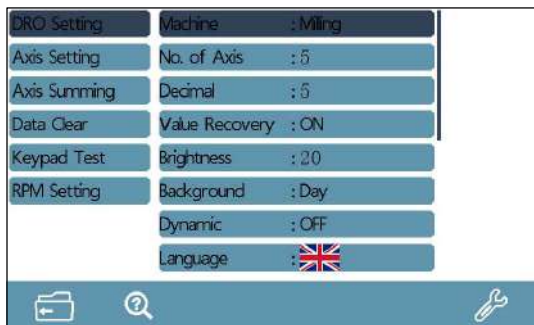 DRO Setting
Axis Setting
Axis Summing
Data Clear
Keypad Test
RPM Setting
Machine : Milling
No. of Axis : 5
Decimal : 5
Value Recovery : ON
Brightness : 20
Background : Day
Dynamic : OFF
Language :